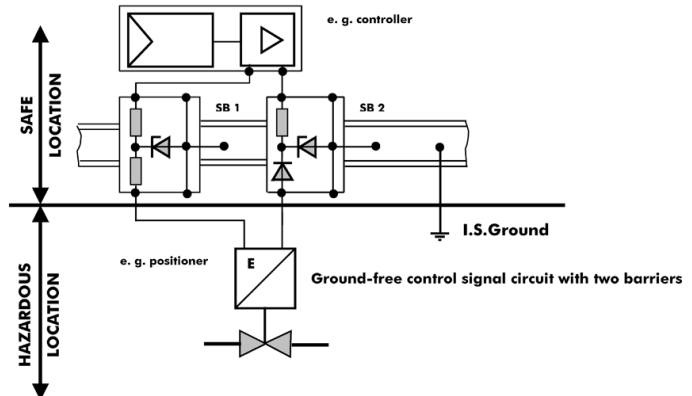 e. g. controller
SAFE
LOCATION
SB 1
SB 2
I.S.Ground
e. g. positioner
E
Ground-free control signal circuit with two barriers
HAZARDOUS
LOCATION